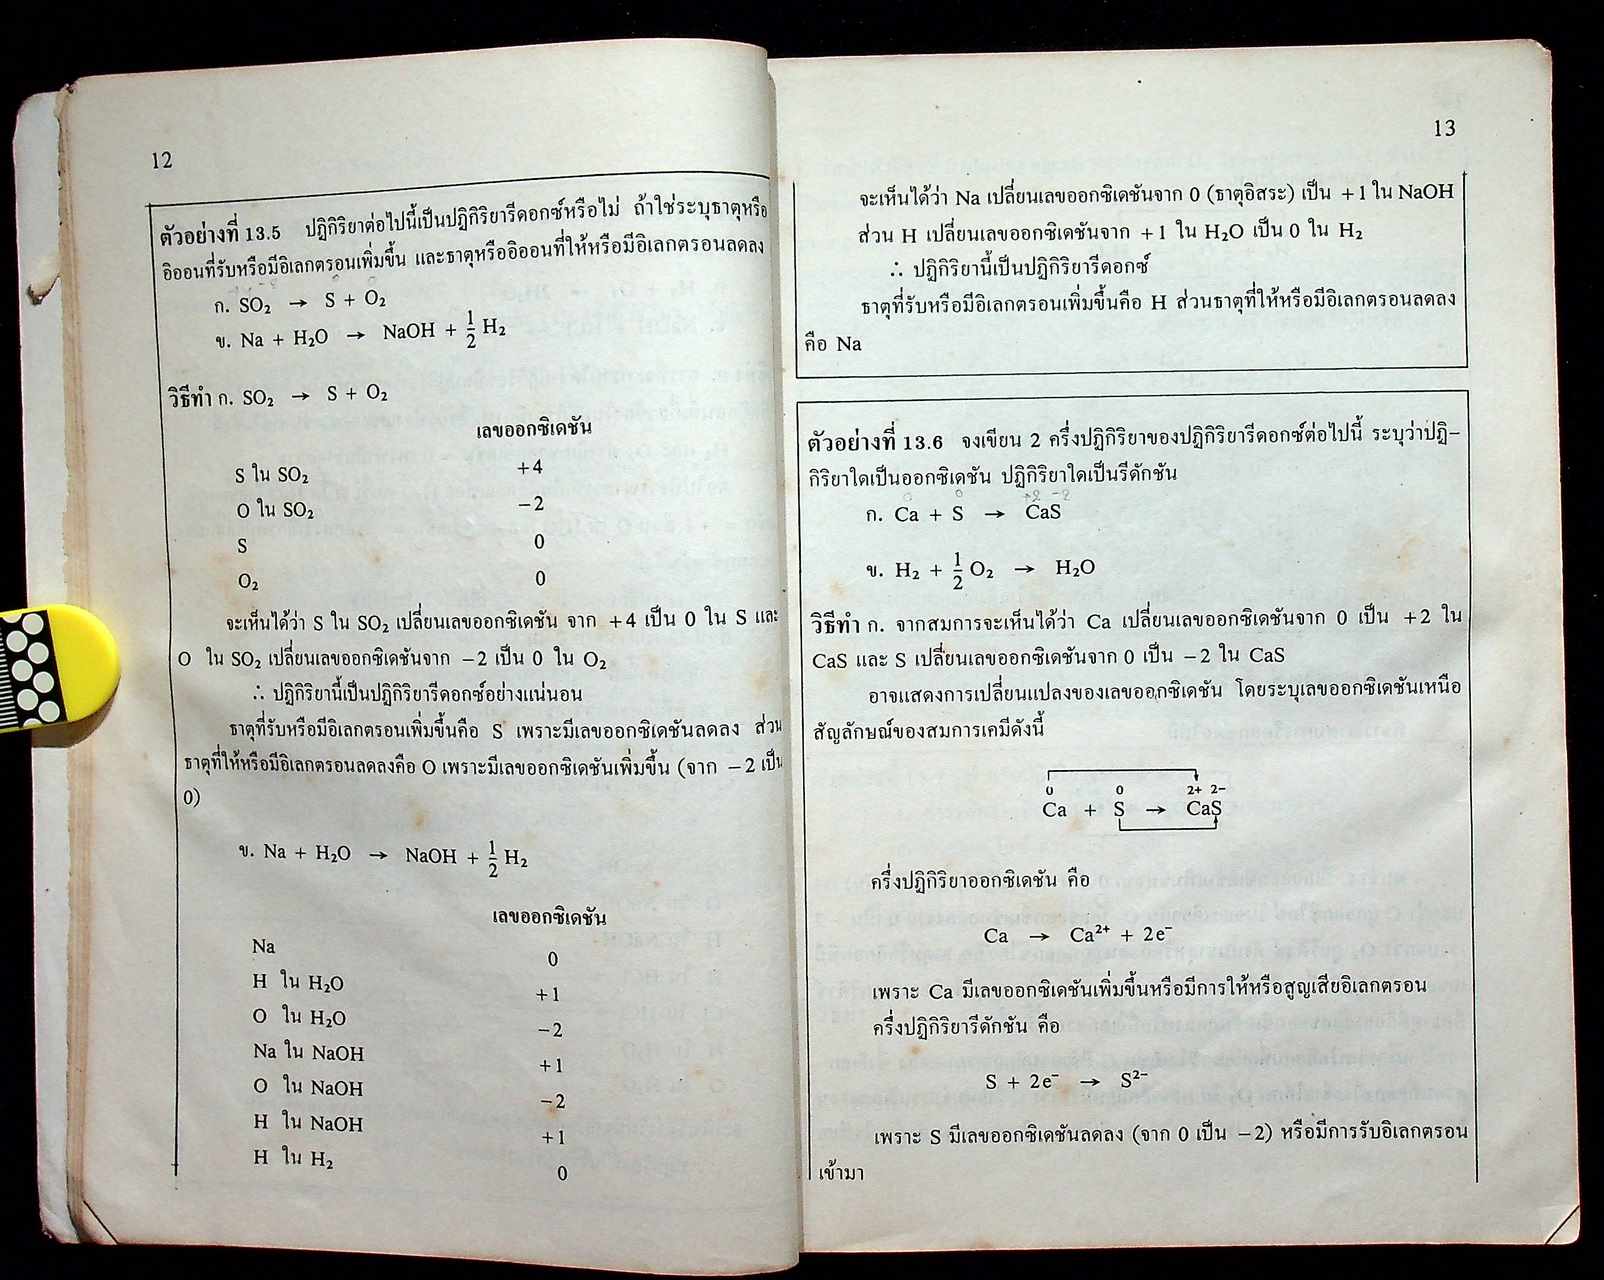 12
ตัวอย่างที่ 13.5 ปฏิกิริยาต่อไปนี้เป็นปฏิกิริยารีดอกซ์หรือไม่ ถ้าใช่ระบุธาตุหรือ
อิออนที่รับหรือมีอิเลกตรอนเพิ่มขึ้น และธาตุหรืออิออนที่ให้หรือมีอิเลกตรอนลดลง
ก. SO₂ → S + O₂
ข. Na + H₂O → NaOH + 1/2 H₂
วิธีทำ ก. SO₂ → S + O₂
เลขออกซิเดชัน
S ใน SO₂ +4
O ใน SO₂ −2
S 0
O₂ 0
จะเห็นได้ว่า S ใน SO₂ เปลี่ยนเลขออกซิเดชัน จาก +4 เป็น 0 ใน S และ
O ใน SO₂ เปลี่ยนเลขออกซิเดชันจาก −2 เป็น 0 ใน O₂
∴ ปฏิกิริยานี้เป็นปฏิกิริยารีดอกซ์อย่างแน่นอน
ธาตุที่รับหรือมีอิเลกตรอนเพิ่มขึ้นคือ S เพราะมีเลขออกซิเดชันลดลง ส่วน
ธาตุที่ให้หรือมีอิเลกตรอนลดลงคือ O เพราะมีเลขออกซิเดชันเพิ่มขึ้น (จาก −2 เป็น
0)
ข. Na + H₂O → NaOH + 1/2 H₂
เลขออกซิเดชัน
Na 0
H ใน H₂O +1
O ใน H₂O −2
Na ใน NaOH +1
O ใน NaOH −2
H ใน NaOH +1
H ใน H₂ 0
13
จะเห็นได้ว่า Na เปลี่ยนเลขออกซิเดชันจาก 0 (ธาตุอิสระ) เป็น +1 ใน NaOH
ส่วน H เปลี่ยนเลขออกซิเดชันจาก +1 ใน H₂O เป็น 0 ใน H₂
∴ ปฏิกิริยานี้เป็นปฏิกิริยารีดอกซ์
ธาตุที่รับหรือมีอิเลกตรอนเพิ่มขึ้นคือ H ส่วนธาตุที่ให้หรือมีอิเลกตรอนลดลง
คือ Na
ตัวอย่างที่ 13.6 จงเขียน 2 ครึ่งปฏิกิริยาของปฏิกิริยารีดอกซ์ต่อไปนี้ ระบุว่าปฏิ–
กิริยาใดเป็นออกซิเดชัน ปฏิกิริยาใดเป็นรีดักชัน
0 0 +2 −2
ก. Ca + S → CaS
ข. H₂ + 1/2 O₂ → H₂O
วิธีทำ ก. จากสมการจะเห็นได้ว่า Ca เปลี่ยนเลขออกซิเดชันจาก 0 เป็น +2 ใน
CaS และ S เปลี่ยนเลขออกซิเดชันจาก 0 เป็น −2 ใน CaS
อาจแสดงการเปลี่ยนแปลงของเลขออกซิเดชัน โดยระบุเลขออกซิเดชันเหนือ
สัญลักษณ์ของสมการเคมีดังนี้
0 0 2+ 2−
Ca + S → CaS
ครึ่งปฏิกิริยาออกซิเดชัน คือ
Ca → Ca²⁺ + 2e⁻
เพราะ Ca มีเลขออกซิเดชันเพิ่มขึ้นหรือมีการให้หรือสูญเสียอิเลกตรอน
ครึ่งปฏิกิริยารีดักชัน คือ
S + 2e⁻ → S²⁻
เพราะ S มีเลขออกซิเดชันลดลง (จาก 0 เป็น −2) หรือมีการรับอิเลกตรอน
เข้ามา